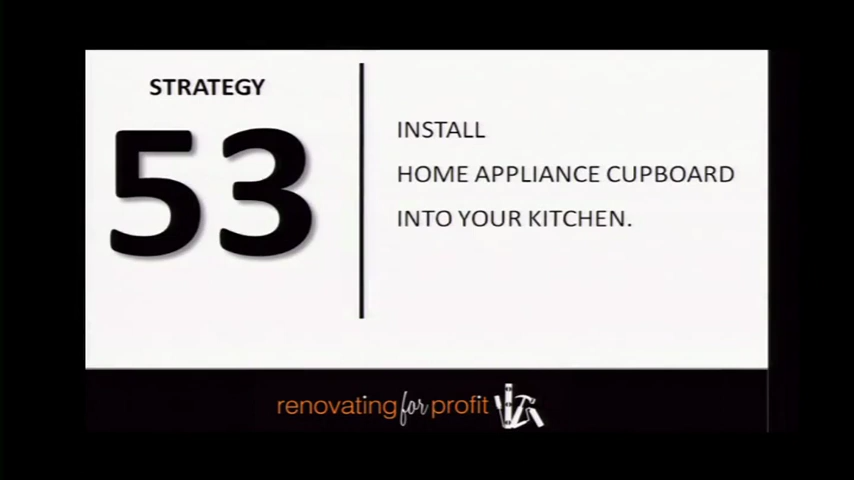 STRATEGY
53
INSTALL
HOME APPLIANCE CUPBOARD
INTO YOUR KITCHEN.
renovating for profit